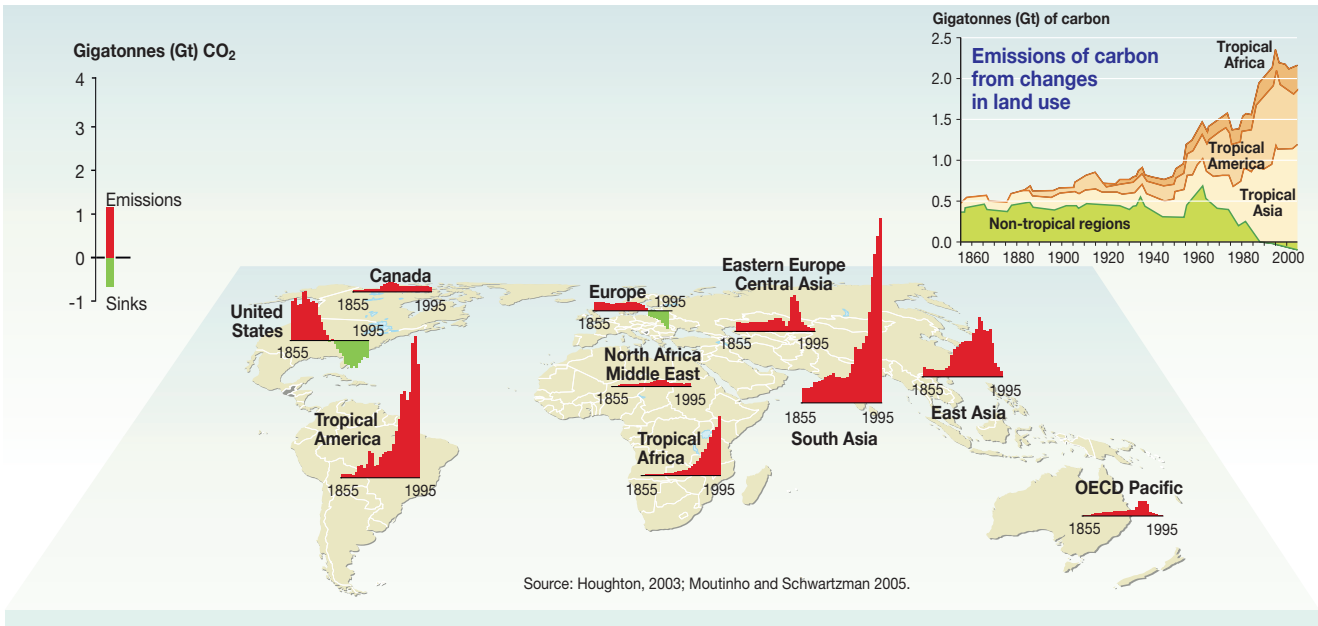 Gigatonnes (Gt) CO2
4
3
2
1
0
-1
Emissions
Sinks
Gigatonnes (Gt) of carbon
2.5
2.0
1.5
1.0
0.5
0.0
Emissions of carbon
from changes
in land use
Tropical
Africa
Tropical
America
Tropical
Asia
Non-tropical regions
1860 1880 1900 1920 1940 1960 1980 2000
Canada
1855 1995
United
States
1855 1995
Europe
1855 1995
Eastern Europe
Central Asia
1855 1995
North Africa
Middle East
1855 1995
Tropical
America
1855 1995
Tropical
Africa
1855 1995
1855 1995
South Asia
1855 1995
East Asia
OECD Pacific
1855 1995
Source: Houghton, 2003; Moutinho and Schwartzman 2005.